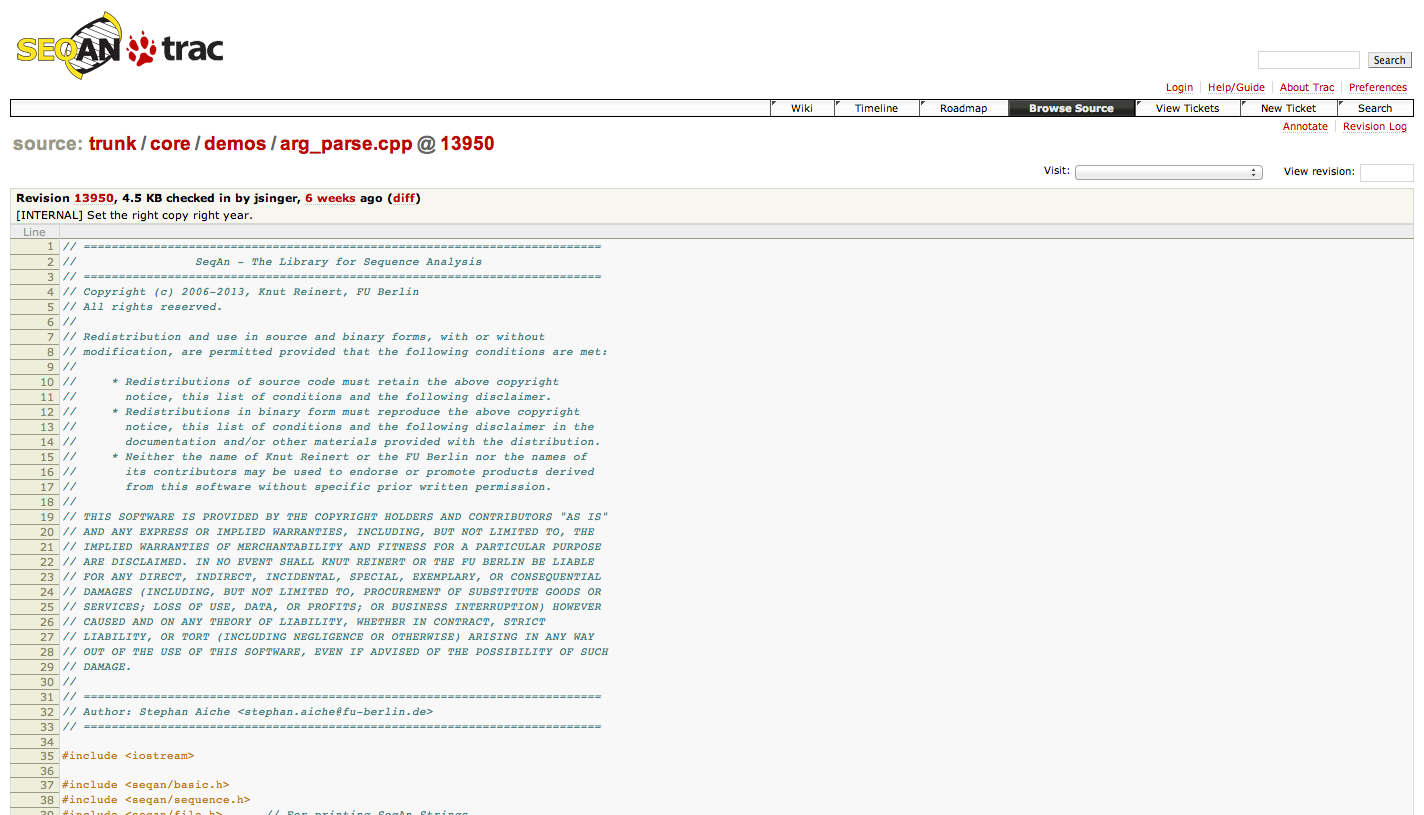 SEQAN trac
Search
Login Help/Guide About Trac Preferences
Wiki Timeline Roadmap Browse Source View Tickets New Ticket Search
Annotate Revision Log
source: trunk / core / demos / arg_parse.cpp @ 13950
Visit: View revision:
Revision 13950, 4.5 KB checked in by jsinger, 6 weeks ago (diff)
[INTERNAL] Set the right copy right year.
Line
1 // ==========================================================================
2 // SeqAn - The Library for Sequence Analysis
3 // ==========================================================================
4 // Copyright (c) 2006-2013, Knut Reinert, FU Berlin
5 // All rights reserved.
6 //
7 // Redistribution and use in source and binary forms, with or without
8 // modification, are permitted provided that the following conditions are met:
9 //
10 // * Redistributions of source code must retain the above copyright
11 // notice, this list of conditions and the following disclaimer.
12 // * Redistributions in binary form must reproduce the above copyright
13 // notice, this list of conditions and the following disclaimer in the
14 // documentation and/or other materials provided with the distribution.
15 // * Neither the name of Knut Reinert or the FU Berlin nor the names of
16 // its contributors may be used to endorse or promote products derived
17 // from this software without specific prior written permission.
18 //
19 // THIS SOFTWARE IS PROVIDED BY THE COPYRIGHT HOLDERS AND CONTRIBUTORS "AS IS"
20 // AND ANY EXPRESS OR IMPLIED WARRANTIES, INCLUDING, BUT NOT LIMITED TO, THE
21 // IMPLIED WARRANTIES OF MERCHANTABILITY AND FITNESS FOR A PARTICULAR PURPOSE
22 // ARE DISCLAIMED. IN NO EVENT SHALL KNUT REINERT OR THE FU BERLIN BE LIABLE
23 // FOR ANY DIRECT, INDIRECT, INCIDENTAL, SPECIAL, EXEMPLARY, OR CONSEQUENTIAL
24 // DAMAGES (INCLUDING, BUT NOT LIMITED TO, PROCUREMENT OF SUBSTITUTE GOODS OR
25 // SERVICES; LOSS OF USE, DATA, OR PROFITS; OR BUSINESS INTERRUPTION) HOWEVER
26 // CAUSED AND ON ANY THEORY OF LIABILITY, WHETHER IN CONTRACT, STRICT
27 // LIABILITY, OR TORT (INCLUDING NEGLIGENCE OR OTHERWISE) ARISING IN ANY WAY
28 // OUT OF THE USE OF THIS SOFTWARE, EVEN IF ADVISED OF THE POSSIBILITY OF SUCH
29 // DAMAGE.
30 //
31 // ==========================================================================
32 // Author: Stephan Aiche <stephan.aiche@fu-berlin.de>
33 // ==========================================================================
34
35 #include <iostream>
36
37 #include <seqan/basic.h>
38 #include <seqan/sequence.h>
39 #include <seqan/file.h> // For printing SeqAn Strings